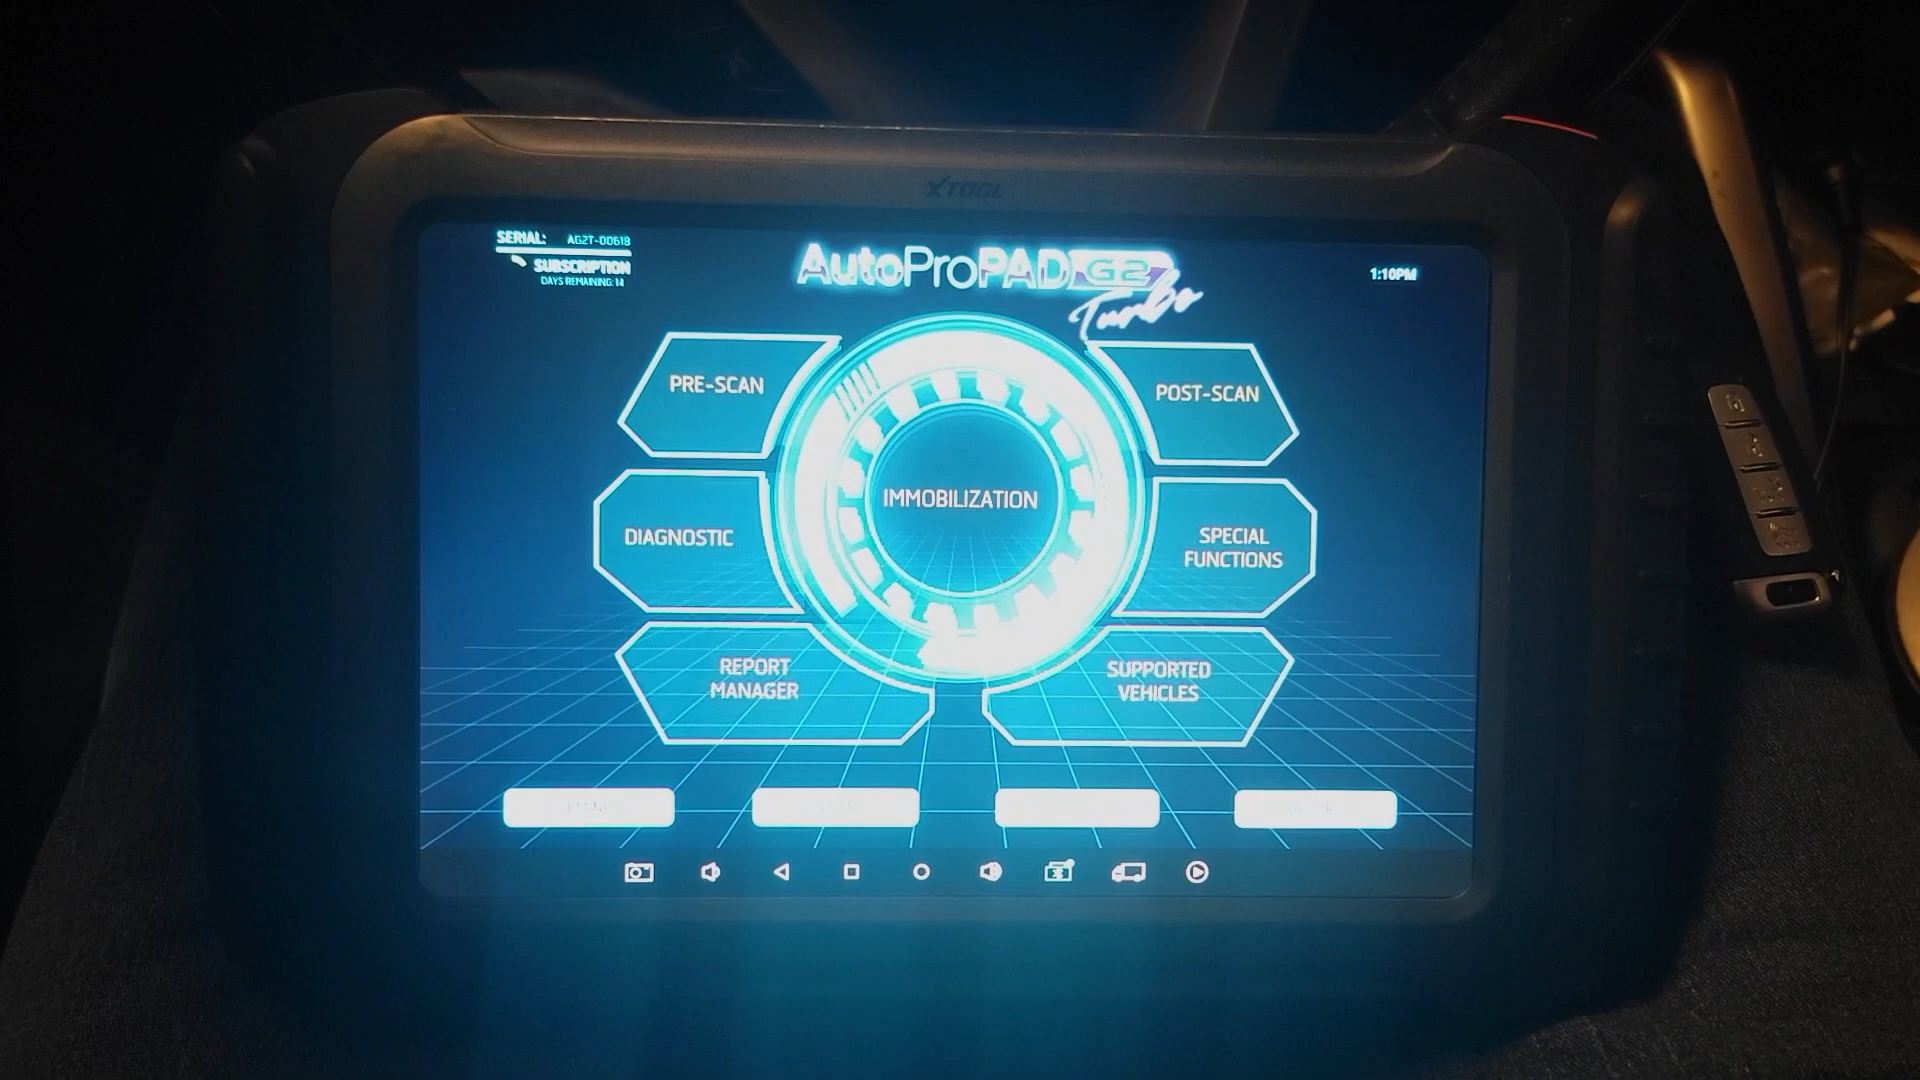 XTOOL
SERIAL: AG2T-00618
SUBSCRIPTION
DAYS REMAINING: 14
AutoProPAD G2
Turbo
1:10PM
PRE-SCAN
POST-SCAN
IMMOBILIZATION
DIAGNOSTIC
SPECIAL
FUNCTIONS
REPORT
MANAGER
SUPPORTED
VEHICLES